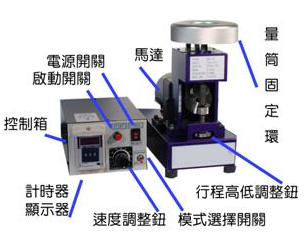 量筒固定環
馬達
電源開關
啟動開關
控制箱
計時器
顯示器
速度調整鈕
模式選擇開關
行程高低調整鈕